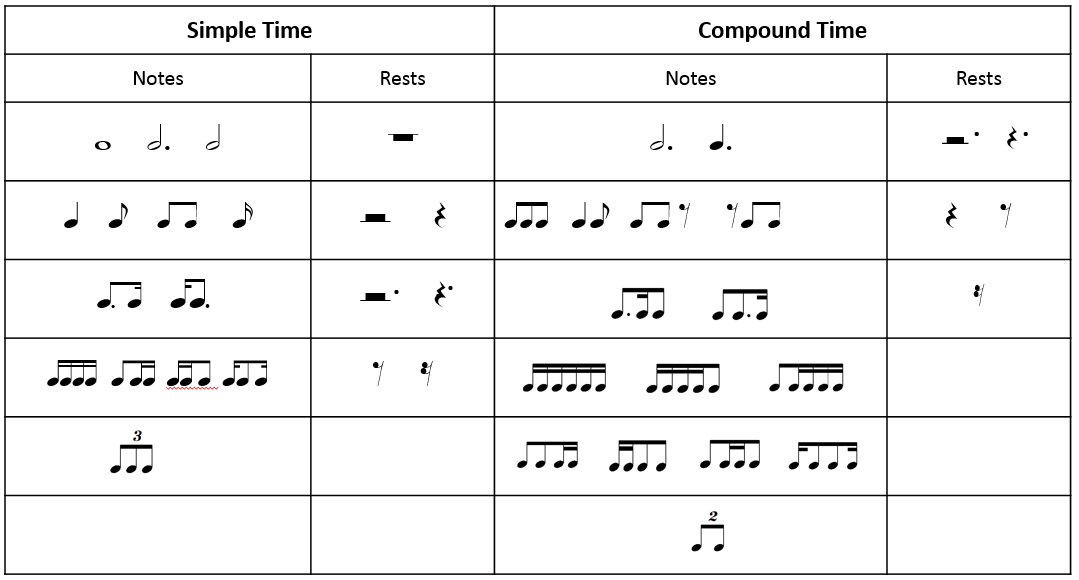 Simple Time Compound Time
Notes Rests Notes Rests
3
2